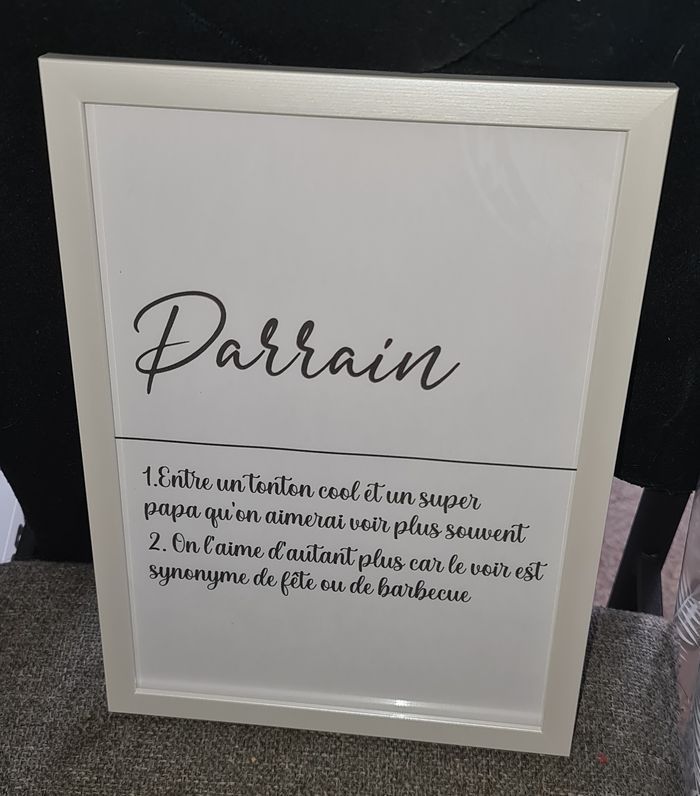 Parrain
1.Entre un tonton cool et un super
papa qu'on aimerai voir plus souvent
2. On l'aime d'autant plus car le voir est
synonyme de fête ou de barbecue